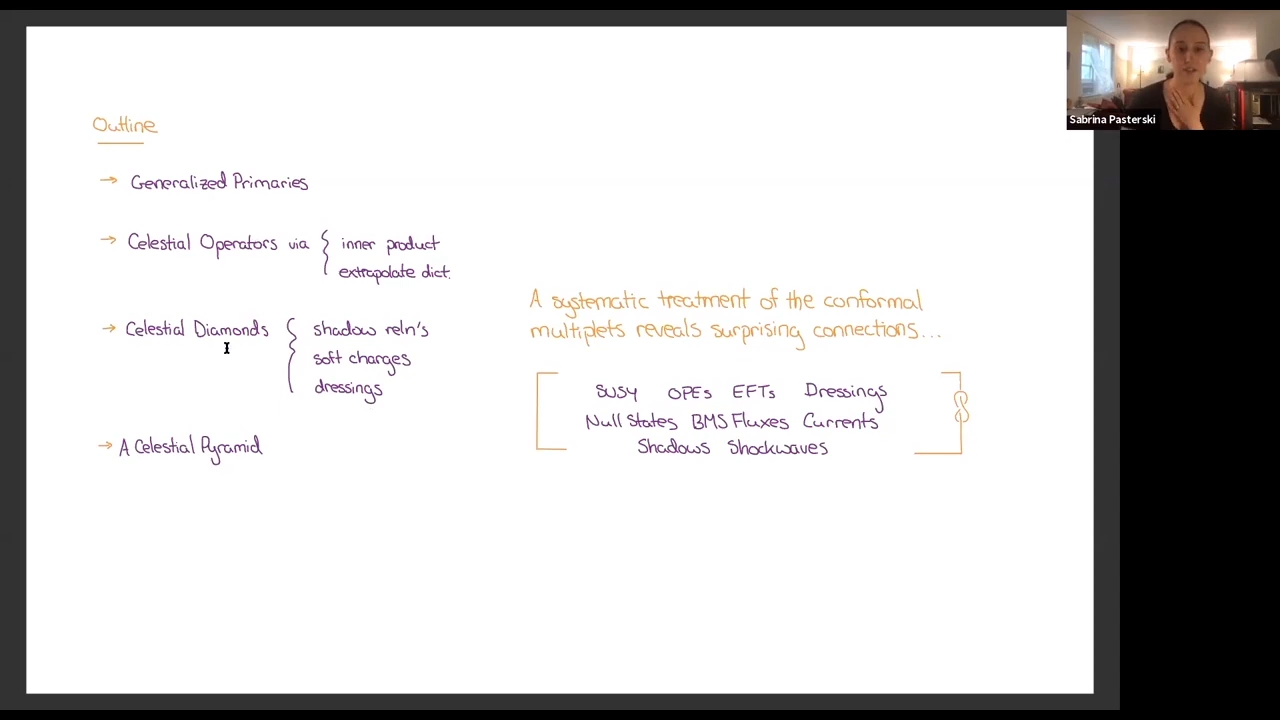 Outline
→ Generalized Primaries
→ Celestial Operators via { inner product
extrapolate dict.
→ Celestial Diamonds { shadow reln's
soft charges
dressings
→ A Celestial Pyramid
A systematic treatment of the conformal
multiplets reveals surprising connections...
SUSY OPEs EFTs Dressings
Null States BMS Fluxes Currents
Shadows Shockwaves
Sabrina Pasterski